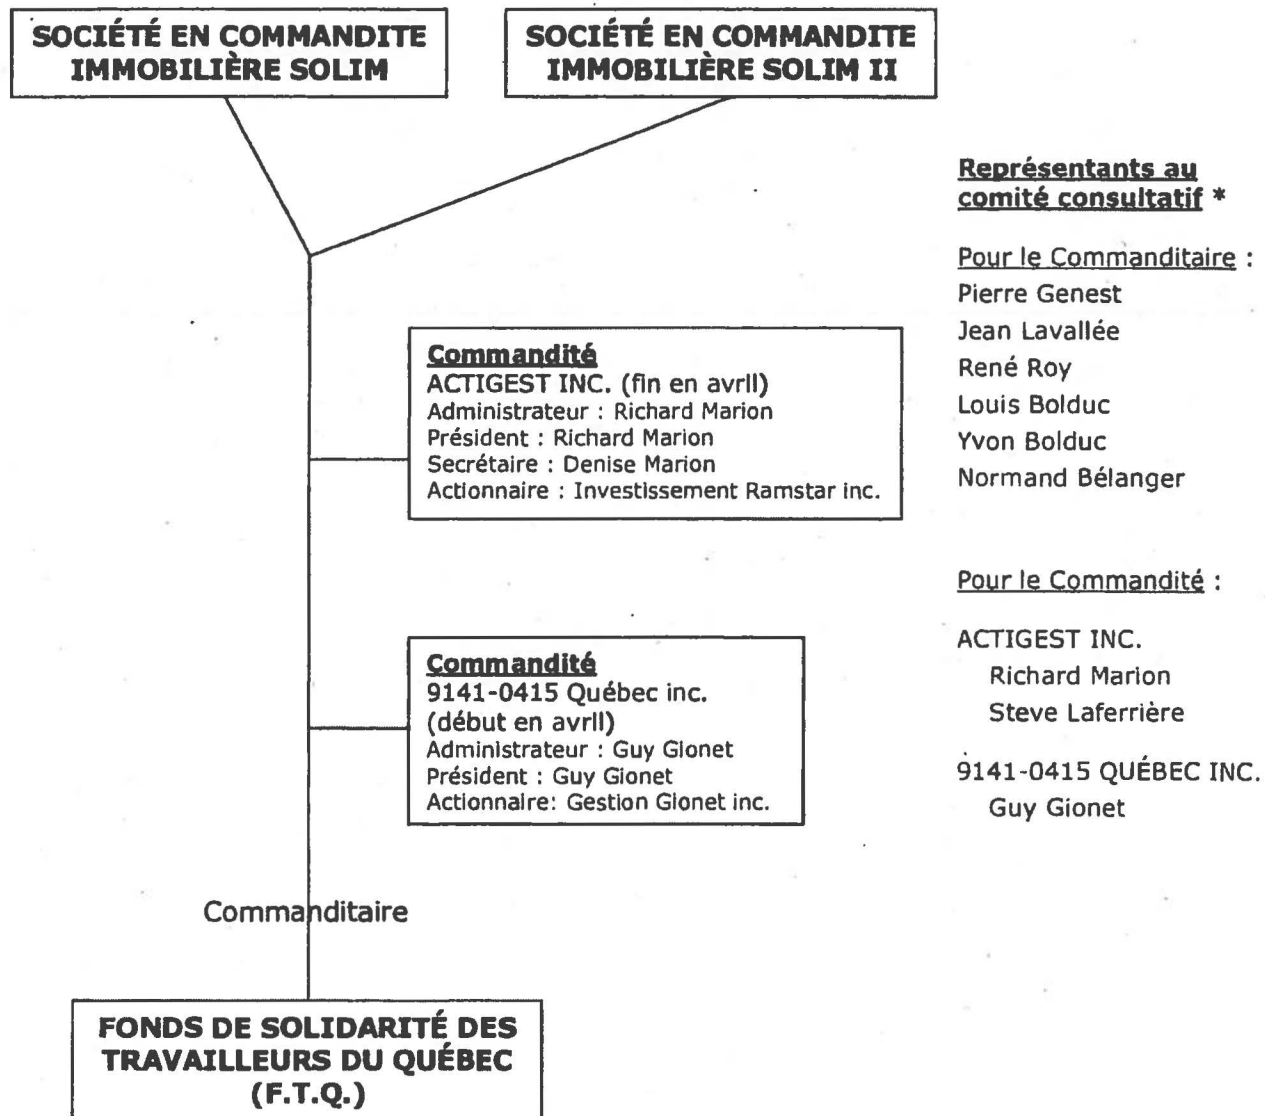 SOCIÉTÉ EN COMMANDITE
IMMOBILIÈRE SOLIM
SOCIÉTÉ EN COMMANDITE
IMMOBILIÈRE SOLIM II
Représentants au
comité consultatif *
Pour le Commanditaire :
Pierre Genest
Jean Lavallée
René Roy
Louis Bolduc
Yvon Bolduc
Normand Bélanger
Commandité
ACTIGEST INC. (fin en avril)
Administrateur : Richard Marion
Président : Richard Marion
Secrétaire : Denise Marion
Actionnaire : Investissement Ramstar inc.
Pour le Commandité :
ACTIGEST INC.
Richard Marion
Steve Laferrière
9141-0415 QUÉBEC INC.
Guy Gionet
Commandité
9141-0415 Québec inc.
(début en avril)
Administrateur : Guy Gionet
Président : Guy Gionet
Actionnaire: Gestion Gionet inc.
Commanditaire
FONDS DE SOLIDARITÉ DES
TRAVAILLEURS DU QUÉBEC
(F.T.Q.)